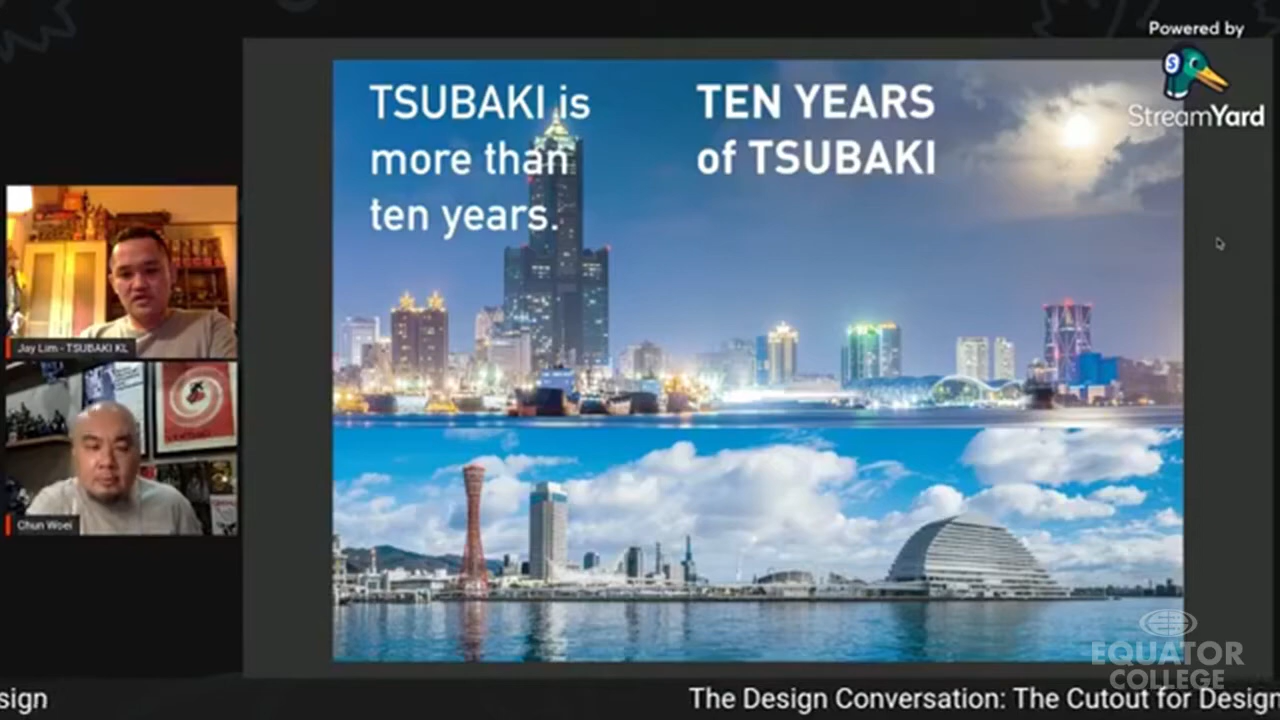 Powered by
StreamYard
TSUBAKI is
more than
ten years.
TEN YEARS
of TSUBAKI
Jay Lim - TSUBAKI KL
Chun Woei
EQUATOR
COLLEGE
sign
The Design Conversation: The Cutout for Design